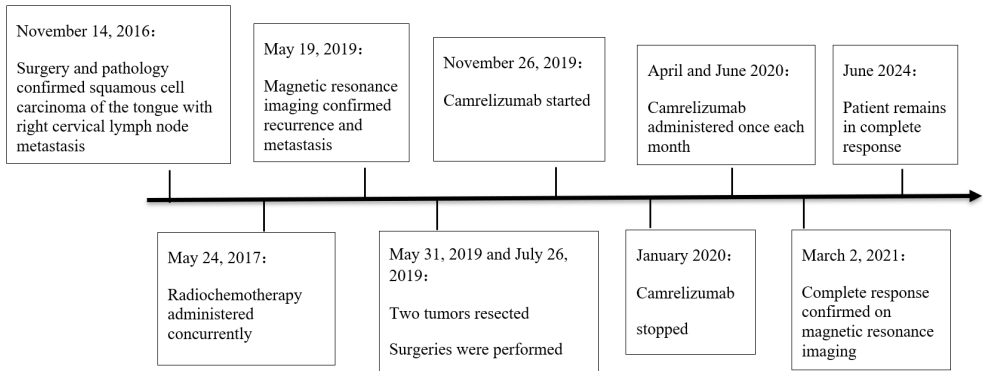 November 14, 2016：
Surgery and pathology
confirmed squamous cell
carcinoma of the tongue with
right cervical lymph node
metastasis
May 24, 2017：
Radiochemotherapy
administered
concurrently
May 19, 2019：
Magnetic resonance
imaging confirmed
recurrence and
metastasis
May 31, 2019 and July 26,
2019：
Two tumors resected
Surgeries were performed
November 26, 2019：
Camrelizumab started
January 2020：
Camrelizumab
stopped
April and June 2020：
Camrelizumab
administered once each
month
March 2, 2021：
Complete response
confirmed on
magnetic resonance
imaging
June 2024：
Patient remains
in complete
response